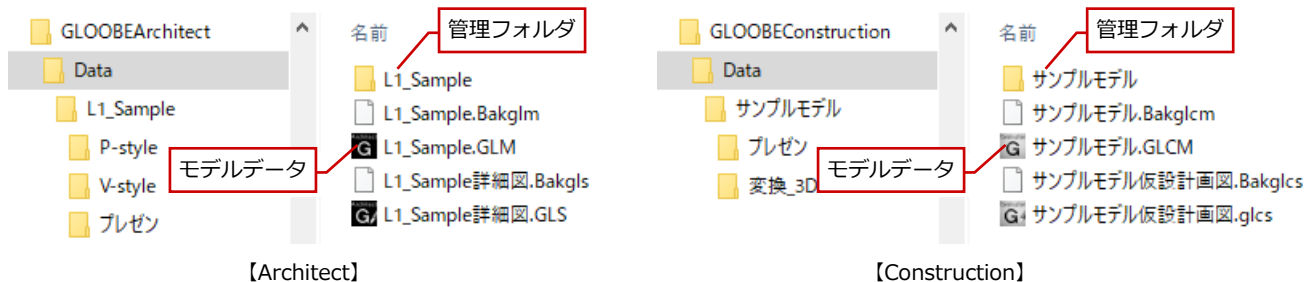 GLOOBEArchitect
Data
L1_Sample
P-style
V-style
プレゼン
名前
管理フォルダ
L1_Sample
L1_Sample.Bakglm
L1_Sample.GLM
L1_Sample詳細図.Bakgls
L1_Sample詳細図.GLS
モデルデータ
【Architect】
GLOOBEConstruction
Data
サンプルモデル
プレゼン
変換_3D
名前
管理フォルダ
サンプルモデル
サンプルモデル.Bakglcm
サンプルモデル.GLCM
サンプルモデル仮設計画図.Bakglcs
サンプルモデル仮設計画図.glcs
モデルデータ
【Construction】